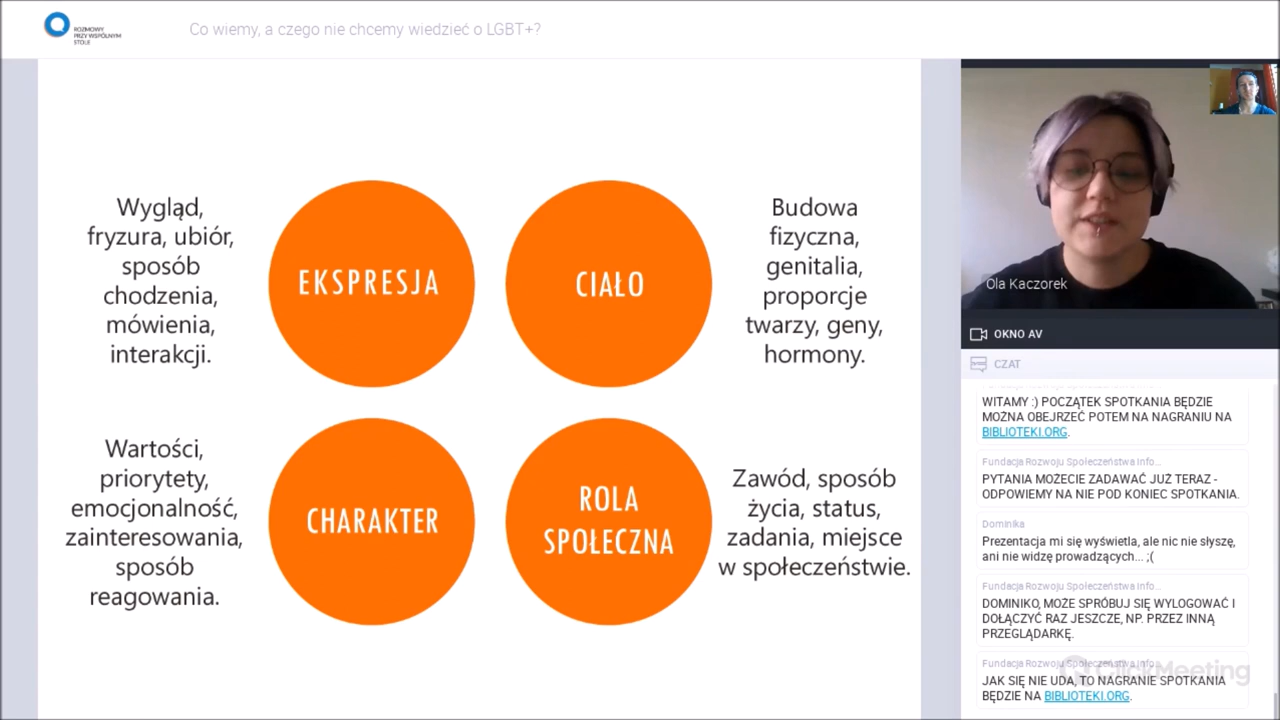 ROZMOWY
PRZY WSPÓLNYM
STOLE
Co wiemy, a czego nie chcemy wiedzieć o LGBT+?
Wygląd,
fryzura, ubiór,
sposób
chodzenia,
mówienia,
interakcji.
EKSPRESJA
CIAŁO
Budowa
fizyczna,
genitalia,
proporcje
twarzy, geny,
hormony.
Wartości,
priorytety,
emocjonalność,
zainteresowania,
sposób
reagowania.
CHARAKTER
ROLA
SPOŁECZNA
Zawód, sposób
życia, status,
zadania, miejsce
w społeczeństwie.
Ola Kaczorek
OKNO AV
CZAT
WITAMY :) POCZĄTEK SPOTKANIA BĘDZIE
MOŻNA OBEJRZEĆ POTEM NA NAGRANIU NA
BIBLIOTEKI.ORG.
Fundacja Rozwoju Społeczeństwa Info...
PYTANIA MOŻECIE ZADAWAĆ JUŻ TERAZ -
ODPOWIEMY NA NIE POD KONIEC SPOTKANIA.
Dominika
Prezentacja mi się wyświetla, ale nic nie słyszę,
ani nie widzę prowadzących... ;(
Fundacja Rozwoju Społeczeństwa Info...
DOMINIKO, MOŻE SPRÓBUJ SIĘ WYLOGOWAĆ I
DOŁĄCZYĆ RAZ JESZCZE, NP. PRZEZ INNĄ
PRZEGLĄDARKĘ.
Fundacja Rozwoju Społeczeństwa Info...
ClickMeeting
JAK SIĘ NIE UDA, TO NAGRANIE SPOTKANIA
BĘDZIE NA BIBLIOTEKI.ORG.